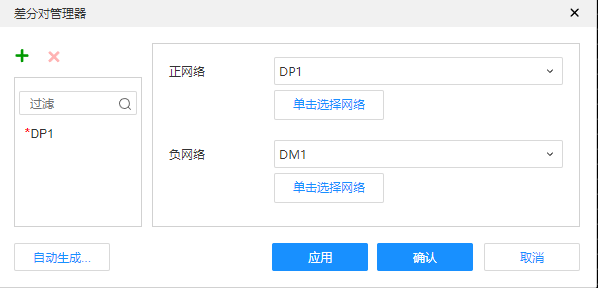 差分对管理器
过滤
*DP1
正网络
DP1
单击选择网络
负网络
DM1
单击选择网络
自动生成...
应用
确认
取消